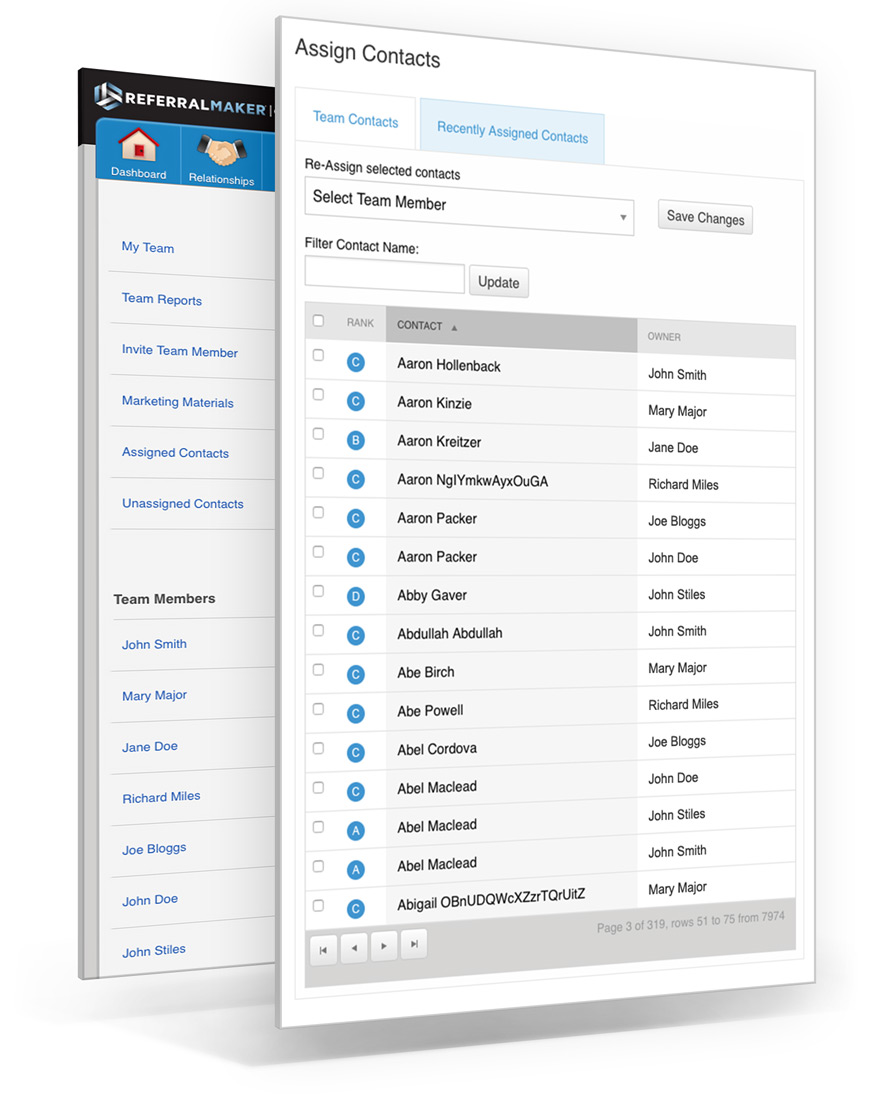 REFERRALMAKER
Dashboard
Relationships
My Team
Team Reports
Invite Team Member
Marketing Materials
Assigned Contacts
Unassigned Contacts
Team Members
John Smith
Mary Major
Jane Doe
Richard Miles
Joe Bloggs
John Doe
John Stiles
Assign Contacts
Team Contacts
Recently Assigned Contacts
Re-Assign selected contacts
Select Team Member
Save Changes
Filter Contact Name:
Update
RANK CONTACT ▲ OWNER
C Aaron Hollenback John Smith
C Aaron Kinzie Mary Major
B Aaron Kreitzer Jane Doe
C Aaron NgIYmkwAyxOuGA Richard Miles
C Aaron Packer Joe Bloggs
C Aaron Packer John Doe
D Abby Gaver John Stiles
C Abdullah Abdullah John Smith
C Abe Birch Mary Major
C Abe Powell Richard Miles
C Abel Cordova Joe Bloggs
C Abel Maclead John Doe
A Abel Maclead John Stiles
A Abel Maclead John Smith
C Abigail OBnUDQWcXZzrTQrUitZ Mary Major
Page 3 of 319, rows 51 to 75 from 7974